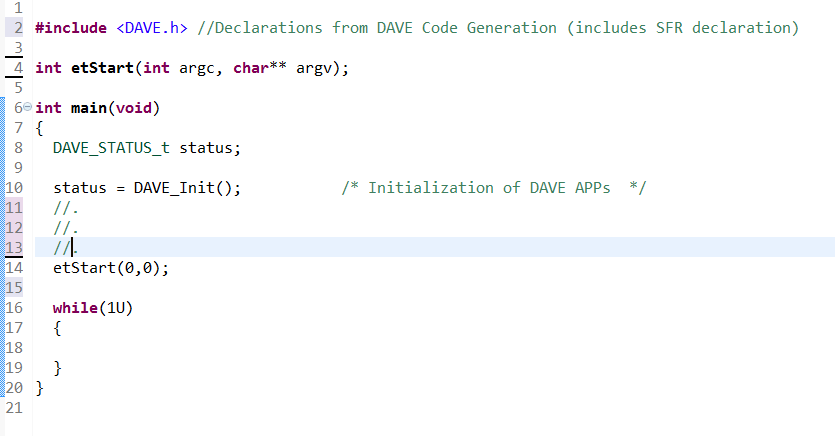 1
2 #include <DAVE.h> //Declarations from DAVE Code Generation (includes SFR declaration)
3
4 int etStart(int argc, char** argv);
5
6 int main(void)
7 {
8   DAVE_STATUS_t status;
9
10   status = DAVE_Init();           /* Initialization of DAVE APPs  */
11   //.
12   //.
13   //.
14   etStart(0,0);
15
16   while(1U)
17   {
18
19   }
20 }
21